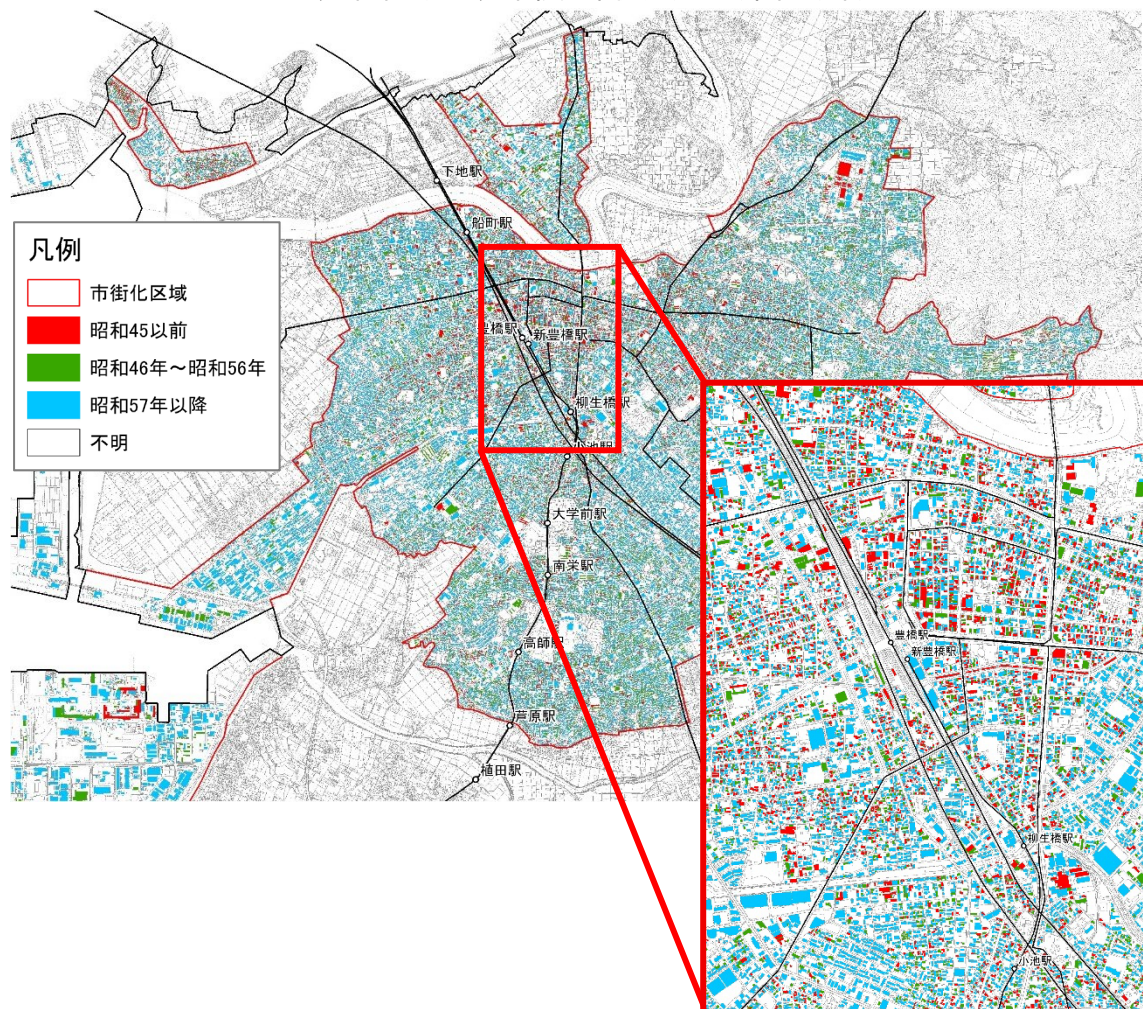 下地駅
船町駅
凡例
市街化区域
昭和45以前
昭和46年～昭和56年
昭和57年以降
不明
豊橋駅
新豊橋駅
柳生橋駅
小池駅
大学前駅
南栄駅
高師駅
芦原駅
植田駅
豊橋駅
新豊橋駅
柳生橋駅
小池駅